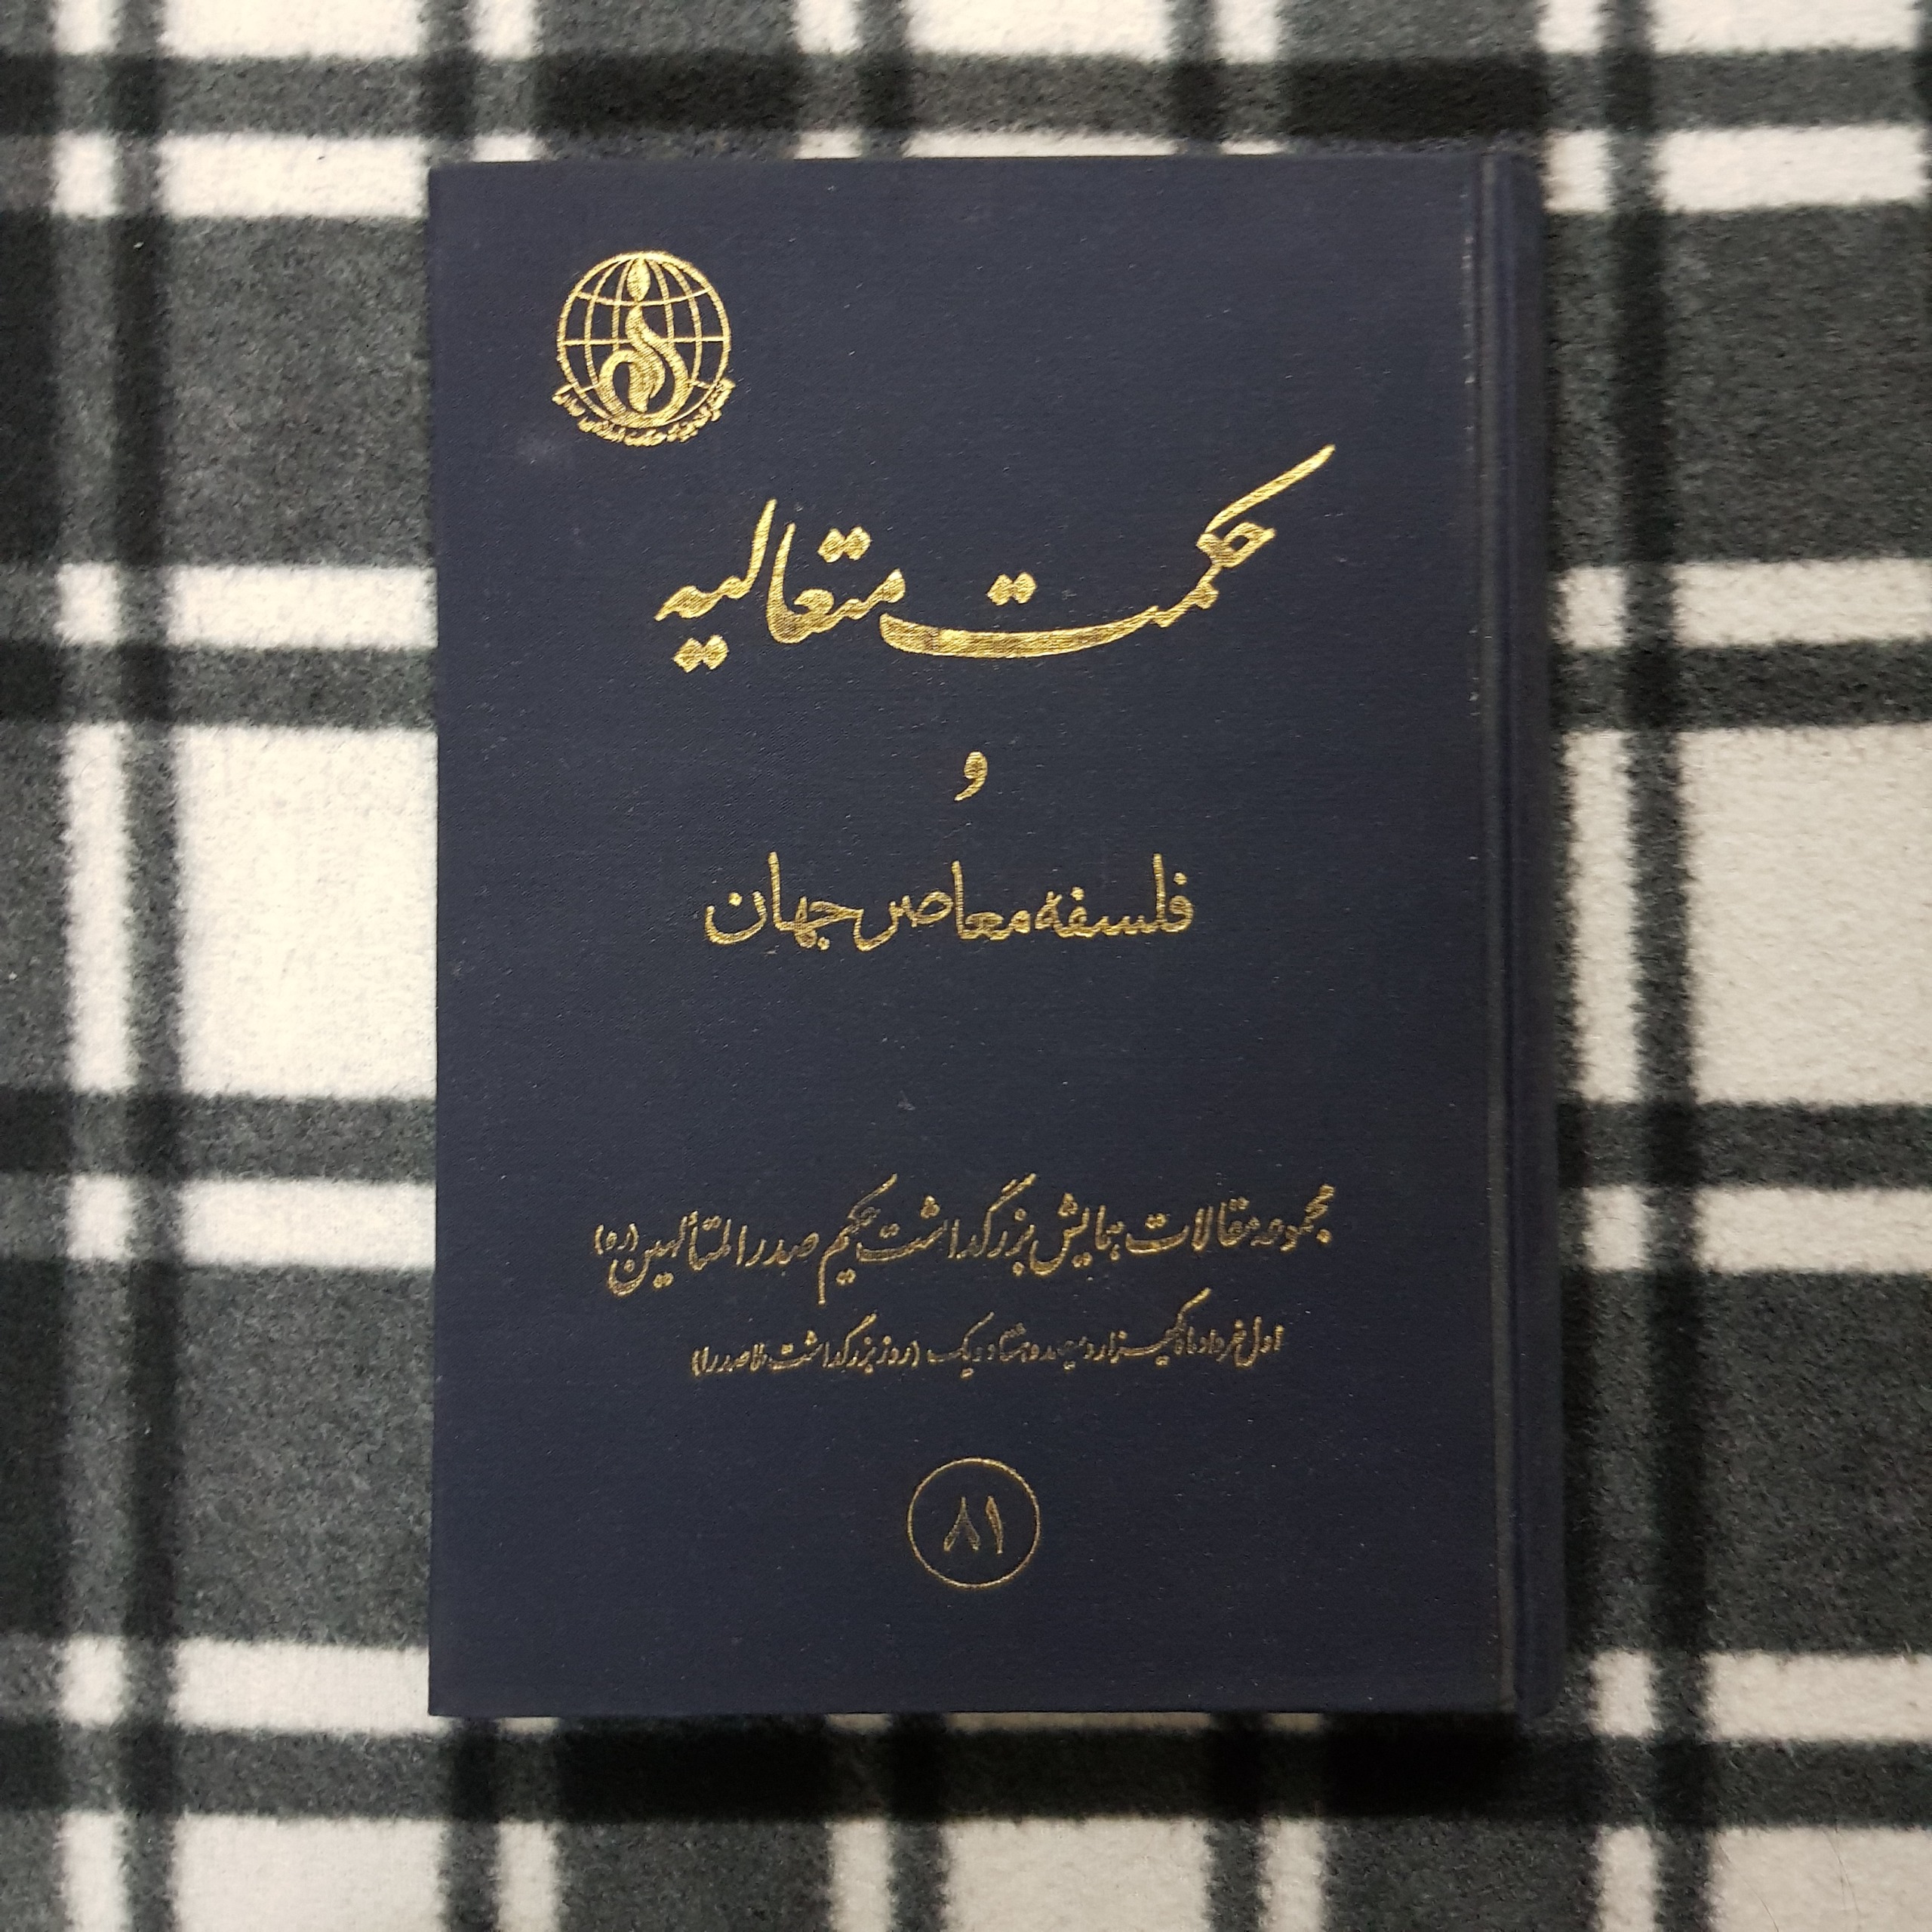 حکمت متعالیه
و
فلسفه معاصر جهان
مجموعه مقالات همایش بزرگداشت حکیم صدرالمتألهین (ره)
اول خرداد ماه یکهزار و سیصد و هشتاد و یک (روز بزرگداشت ملاصدرا)
۸۱